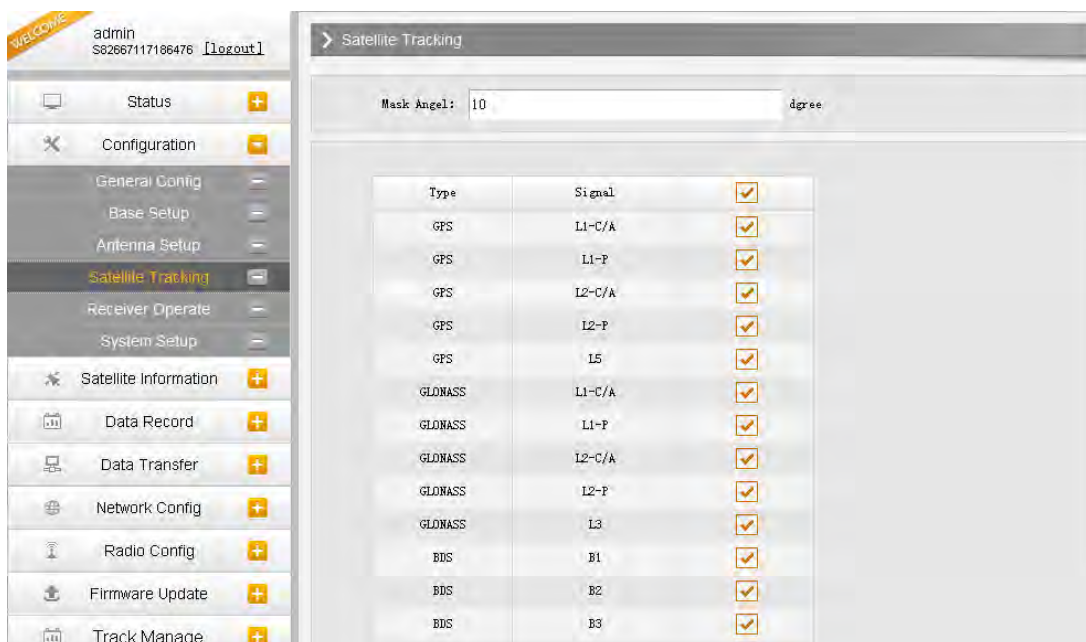 WELCOME
admin
S82667117186476 [logout]
Status
Configuration
General Config
Base Setup
Antenna Setup
Satellite Tracking
Receiver Operate
System Setup
Satellite Information
Data Record
Data Transfer
Network Config
Radio Config
Firmware Update
Track Manage
Satellite Tracking
Mask Angel: 10 dgree
Type Signal
GPS L1-C/A
GPS L1-P
GPS L2-C/A
GPS L2-P
GPS L5
GLONASS L1-C/A
GLONASS L1-P
GLONASS L2-C/A
GLONASS L2-P
GLONASS L3
BDS B1
BDS B2
BDS B3